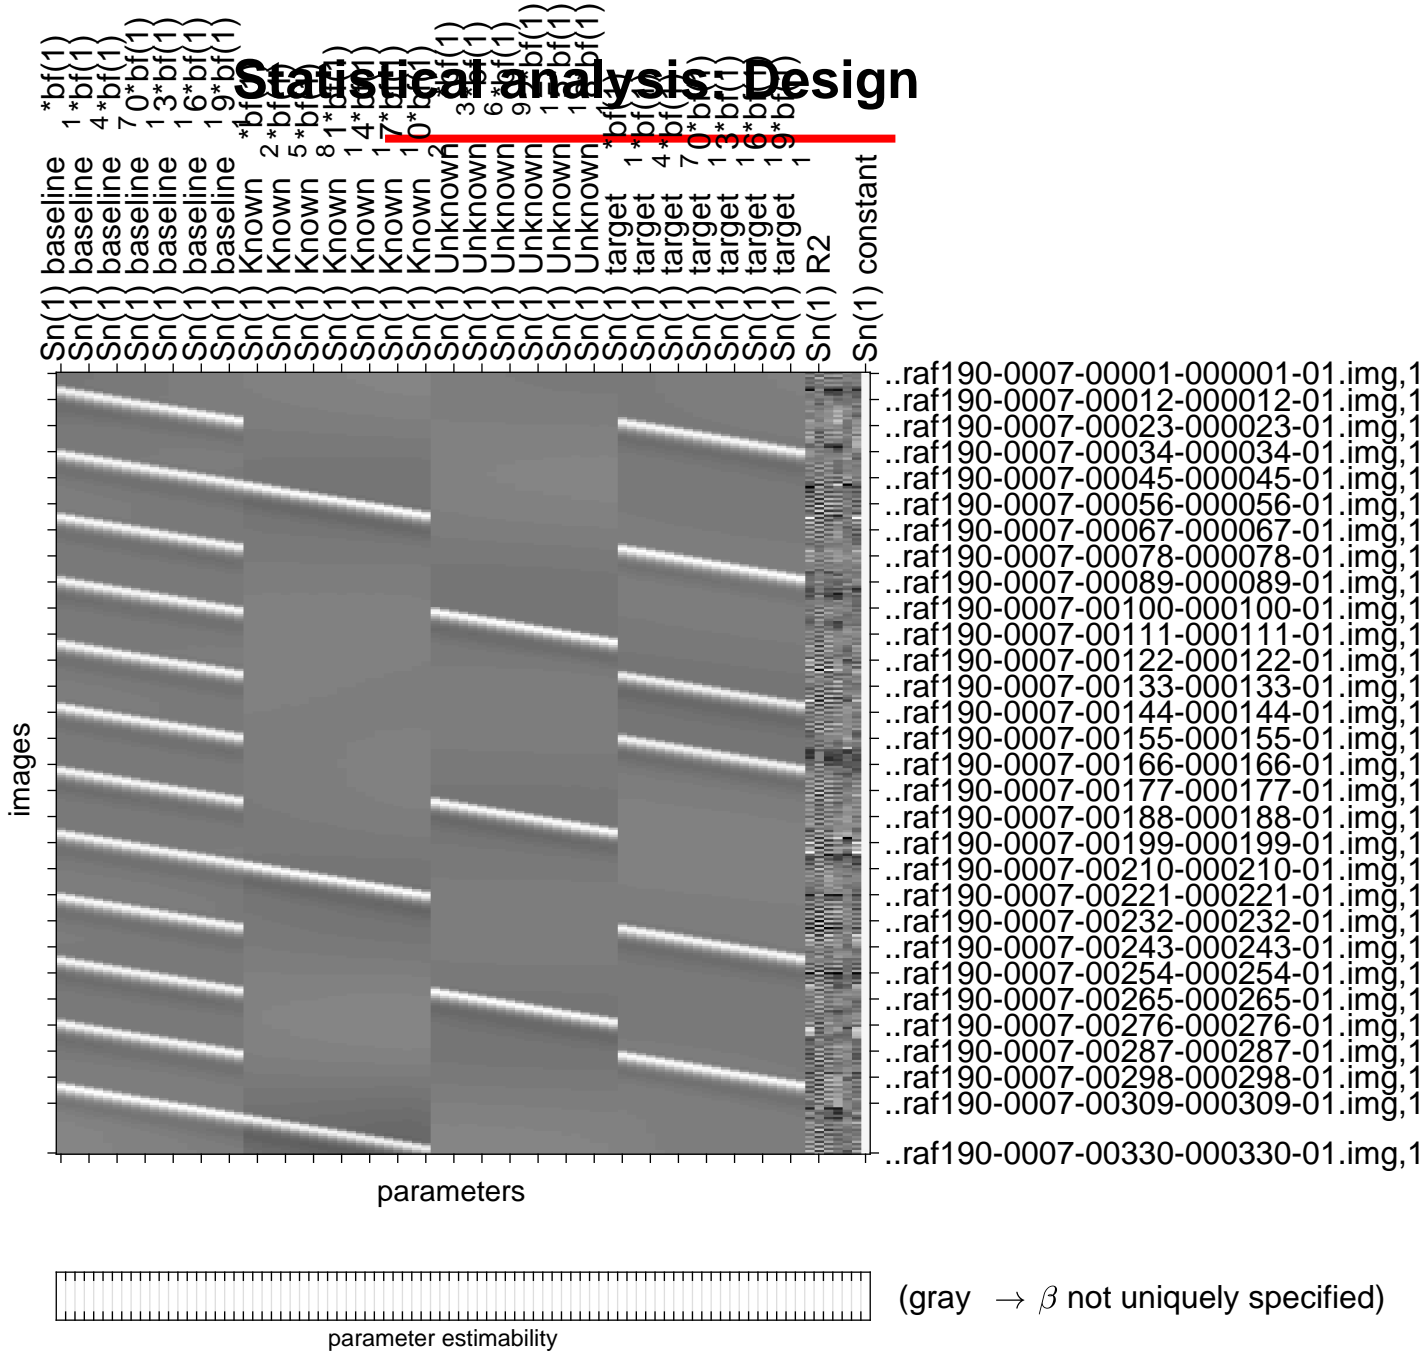 Statistical analysis: Design
Sn(1) baseline 1*bf(1)
Sn(1) baseline 4*bf(1)
Sn(1) baseline 7
Sn(1) baseline
Sn(1) baseline
Sn(1) baseline
Sn(1) baseline
Sn(1) Known
Sn(1) Known
Sn(1) Known
Sn(1) Known
Sn(1) Known
Sn(1) Known
Sn(1) Known
Sn(1) Unknown
Sn(1) Unknown
Sn(1) Unknown
Sn(1) Unknown
Sn(1) Unknown
Sn(1) Unknown
Sn(1) target
Sn(1) target
Sn(1) target
Sn(1) target
Sn(1) target
Sn(1) target
Sn(1) target
Sn(1) R2
Sn(1) constant
..raf190-0007-00001-000001-01.img,1
..raf190-0007-00012-000012-01.img,1
..raf190-0007-00023-000023-01.img,1
..raf190-0007-00034-000034-01.img,1
..raf190-0007-00045-000045-01.img,1
..raf190-0007-00056-000056-01.img,1
..raf190-0007-00067-000067-01.img,1
..raf190-0007-00078-000078-01.img,1
..raf190-0007-00089-000089-01.img,1
..raf190-0007-00100-000100-01.img,1
..raf190-0007-00111-000111-01.img,1
..raf190-0007-00122-000122-01.img,1
..raf190-0007-00133-000133-01.img,1
..raf190-0007-00144-000144-01.img,1
..raf190-0007-00155-000155-01.img,1
..raf190-0007-00166-000166-01.img,1
..raf190-0007-00177-000177-01.img,1
..raf190-0007-00188-000188-01.img,1
..raf190-0007-00199-000199-01.img,1
..raf190-0007-00210-000210-01.img,1
..raf190-0007-00221-000221-01.img,1
..raf190-0007-00232-000232-01.img,1
..raf190-0007-00243-000243-01.img,1
..raf190-0007-00254-000254-01.img,1
..raf190-0007-00265-000265-01.img,1
..raf190-0007-00276-000276-01.img,1
..raf190-0007-00287-000287-01.img,1
..raf190-0007-00298-000298-01.img,1
..raf190-0007-00309-000309-01.img,1
..raf190-0007-00330-000330-01.img,1
images
parameters
(gray → β not uniquely specified)
parameter estimability